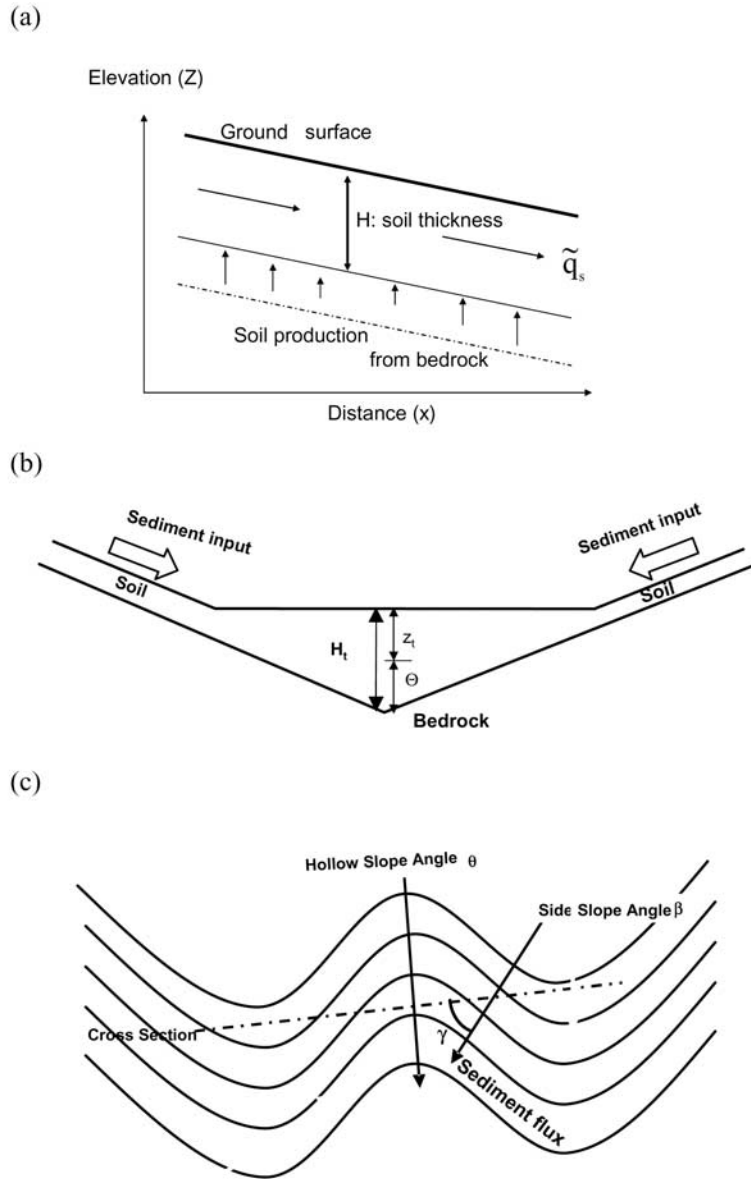 (a)
Elevation (Z)
Ground surface
H: soil thickness
q̃s
Soil production
from bedrock
Distance (x)
(b)
Sediment input
Sediment input
Soil
Soil
Ht
zt
Θ
Bedrock
(c)
Hollow Slope Angle θ
Side Slope Angle β
Cross Section
γ
Sediment flux